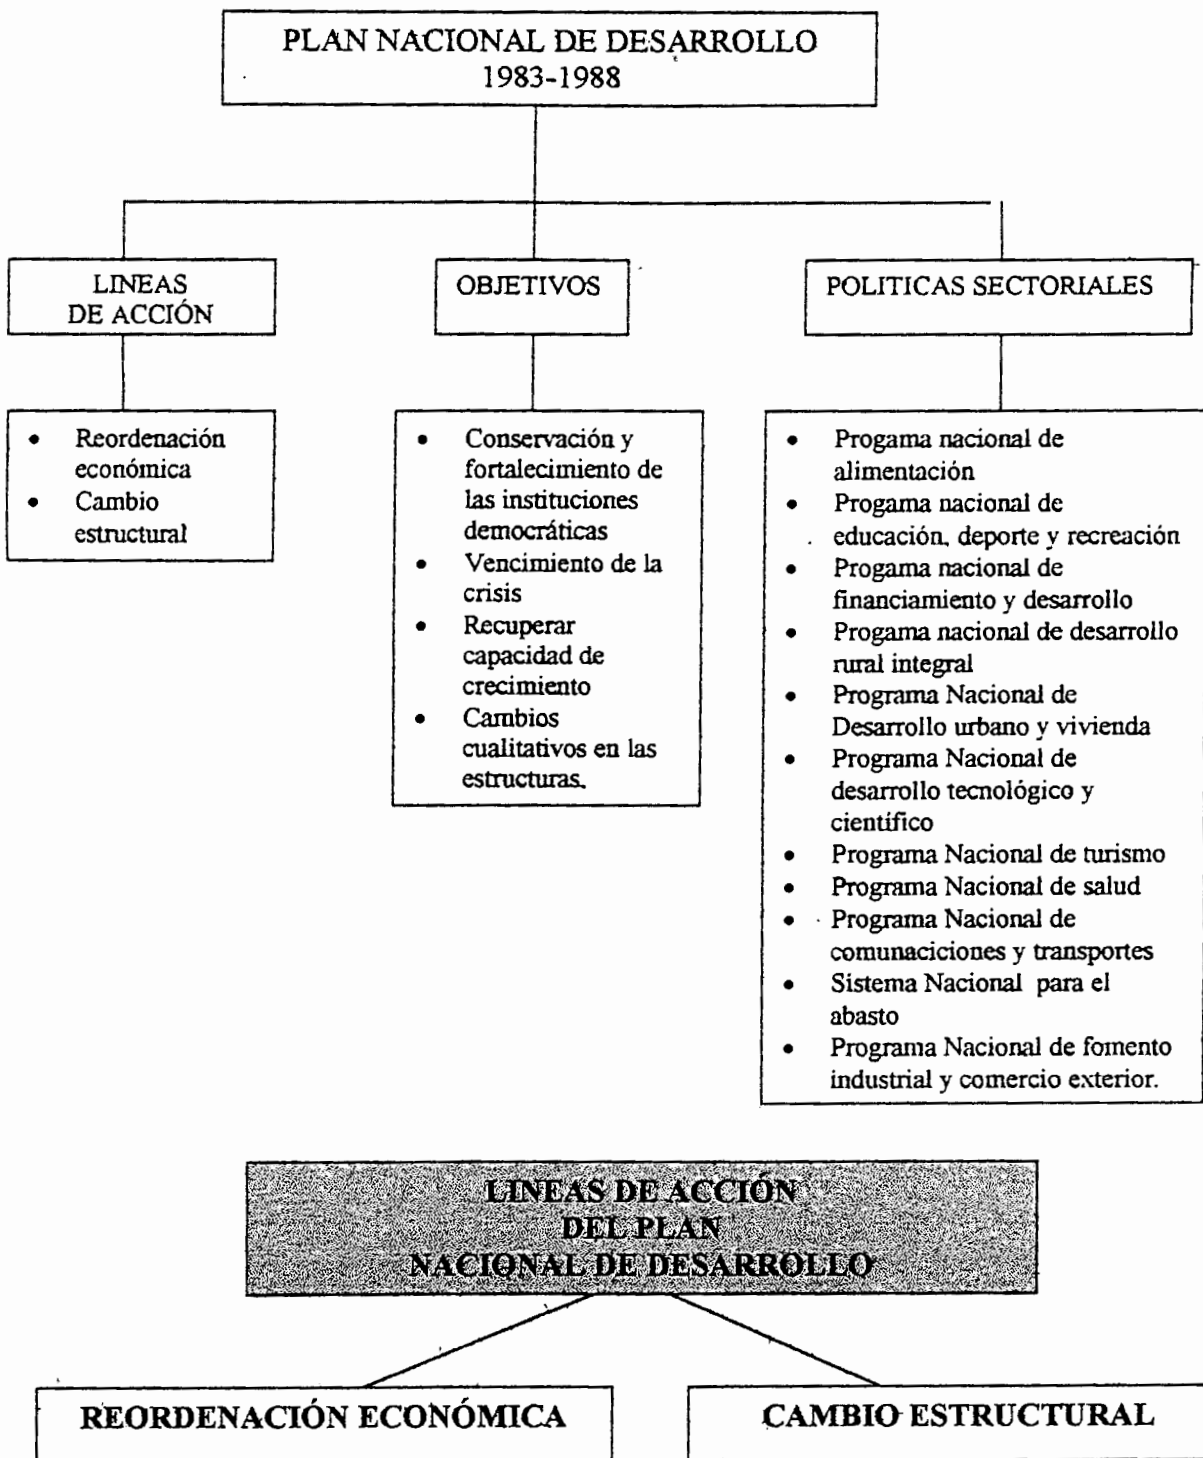 PLAN NACIONAL DE DESARROLLO
1983-1988
LINEAS
DE ACCIÓN
• Reordenación
económica
• Cambio
estructural
OBJETIVOS
• Conservación y
fortalecimiento de
las instituciones
democráticas
• Vencimiento de la
crisis
• Recuperar
capacidad de
crecimiento
• Cambios
cualitativos en las
estructuras.
POLITICAS SECTORIALES
• Progama nacional de
alimentación
• Progama nacional de
educación, deporte y recreación
• Progama nacional de
financiamiento y desarrollo
• Progama nacional de desarrollo
rural integral
• Programa Nacional de
Desarrollo urbano y vivienda
• Programa Nacional de
desarrollo tecnológico y
científico
• Programa Nacional de turismo
• Programa Nacional de salud
• Programa Nacional de
comunaciciones y transportes
• Sistema Nacional para el
abasto
• Programa Nacional de fomento
industrial y comercio exterior.
LINEAS DE ACCIÓN
DEL PLAN
NACIONAL DE DESARROLLO
REORDENACIÓN ECONÓMICA
CAMBIO ESTRUCTURAL